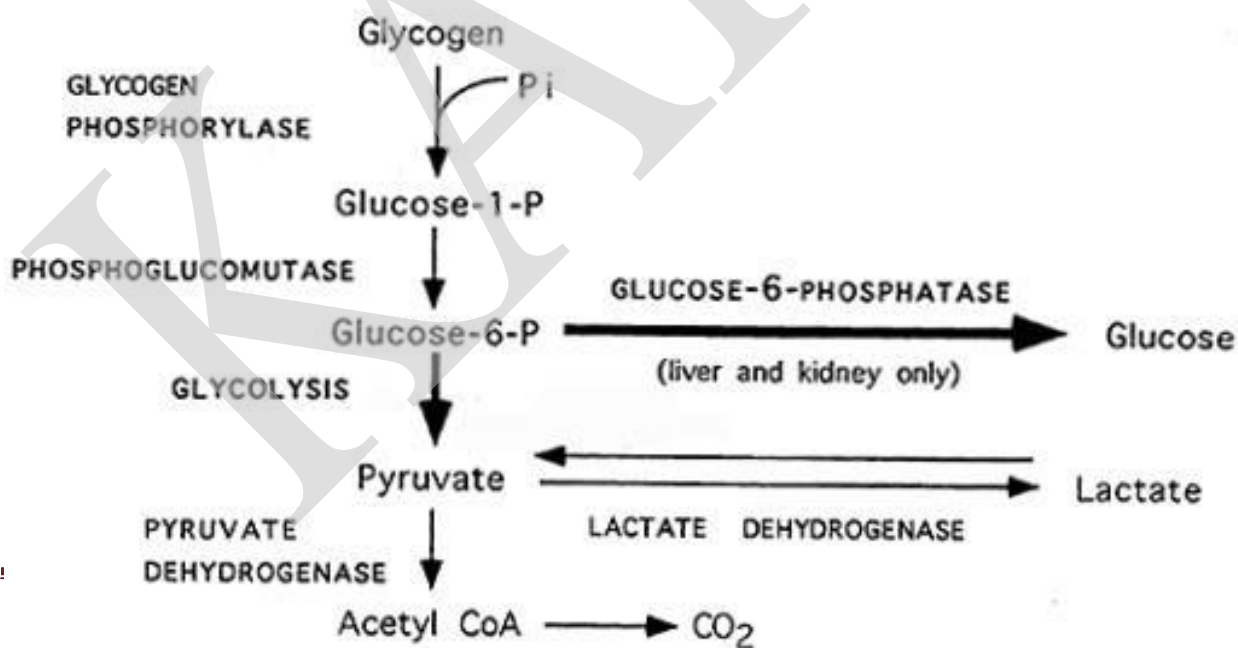 Glycogen
GLYCOGEN
PHOSPHORYLASE
Pi
Glucose-1-P
PHOSPHOGLUCOMUTASE
GLUCOSE-6-PHOSPHATASE
Glucose-6-P
Glucose
(liver and kidney only)
GLYCOLYSIS
Pyruvate
Lactate
PYRUVATE
DEHYDROGENASE
LACTATE DEHYDROGENASE
Acetyl CoA
CO2